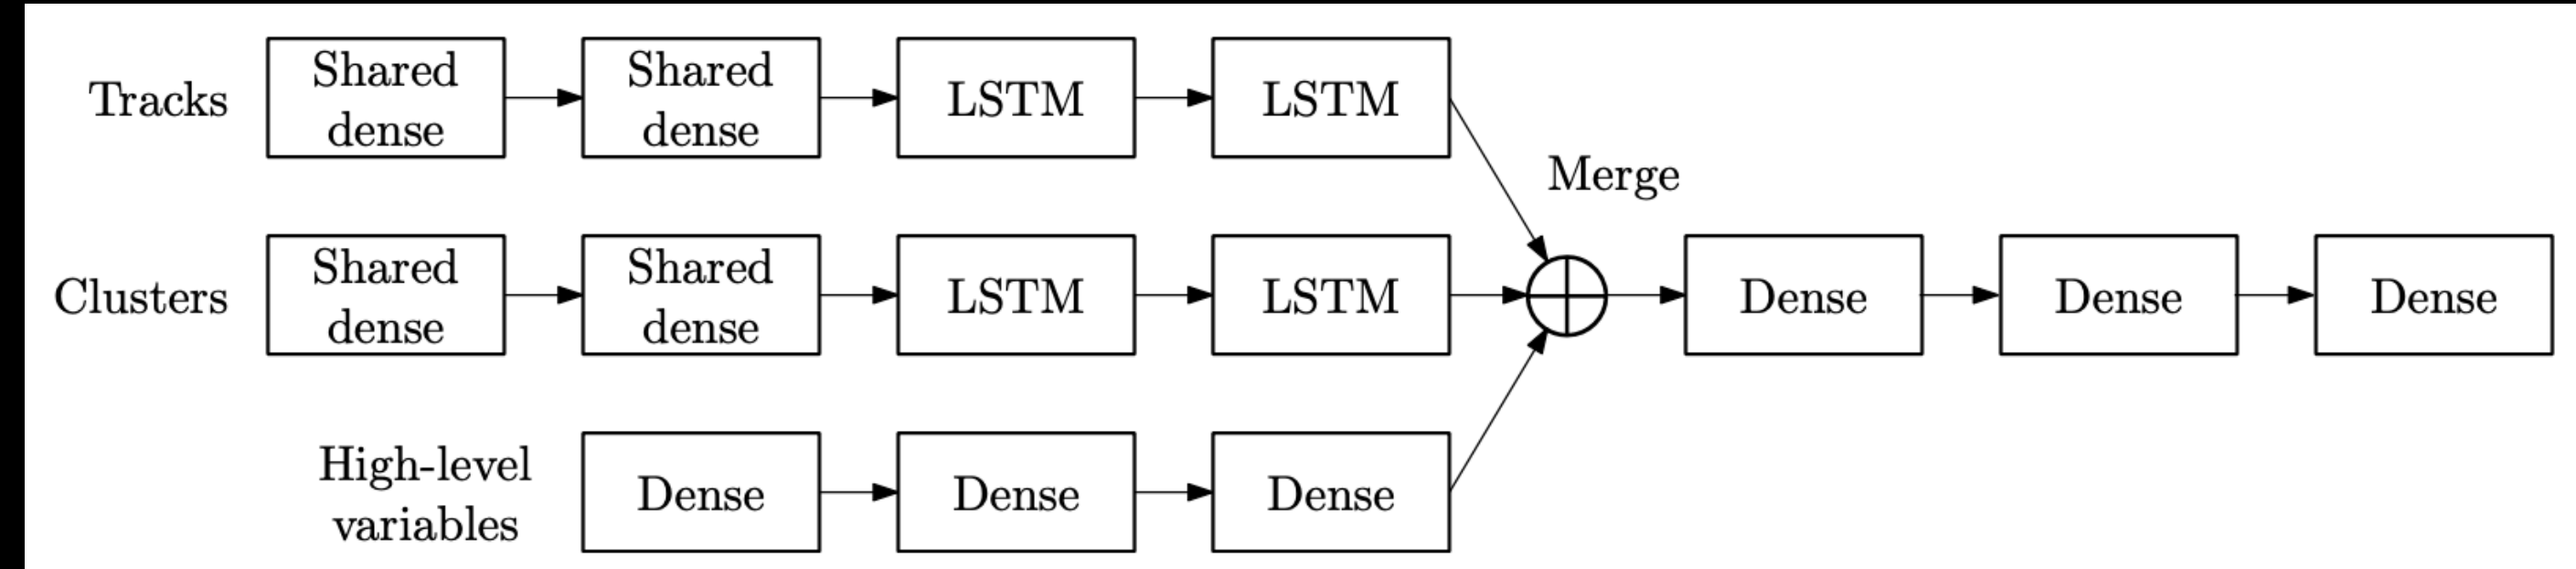 Tracks
Shared
dense
Shared
dense
LSTM
LSTM
Merge
Clusters
Shared
dense
Shared
dense
LSTM
LSTM
Dense
Dense
Dense
High-level
variables
Dense
Dense
Dense